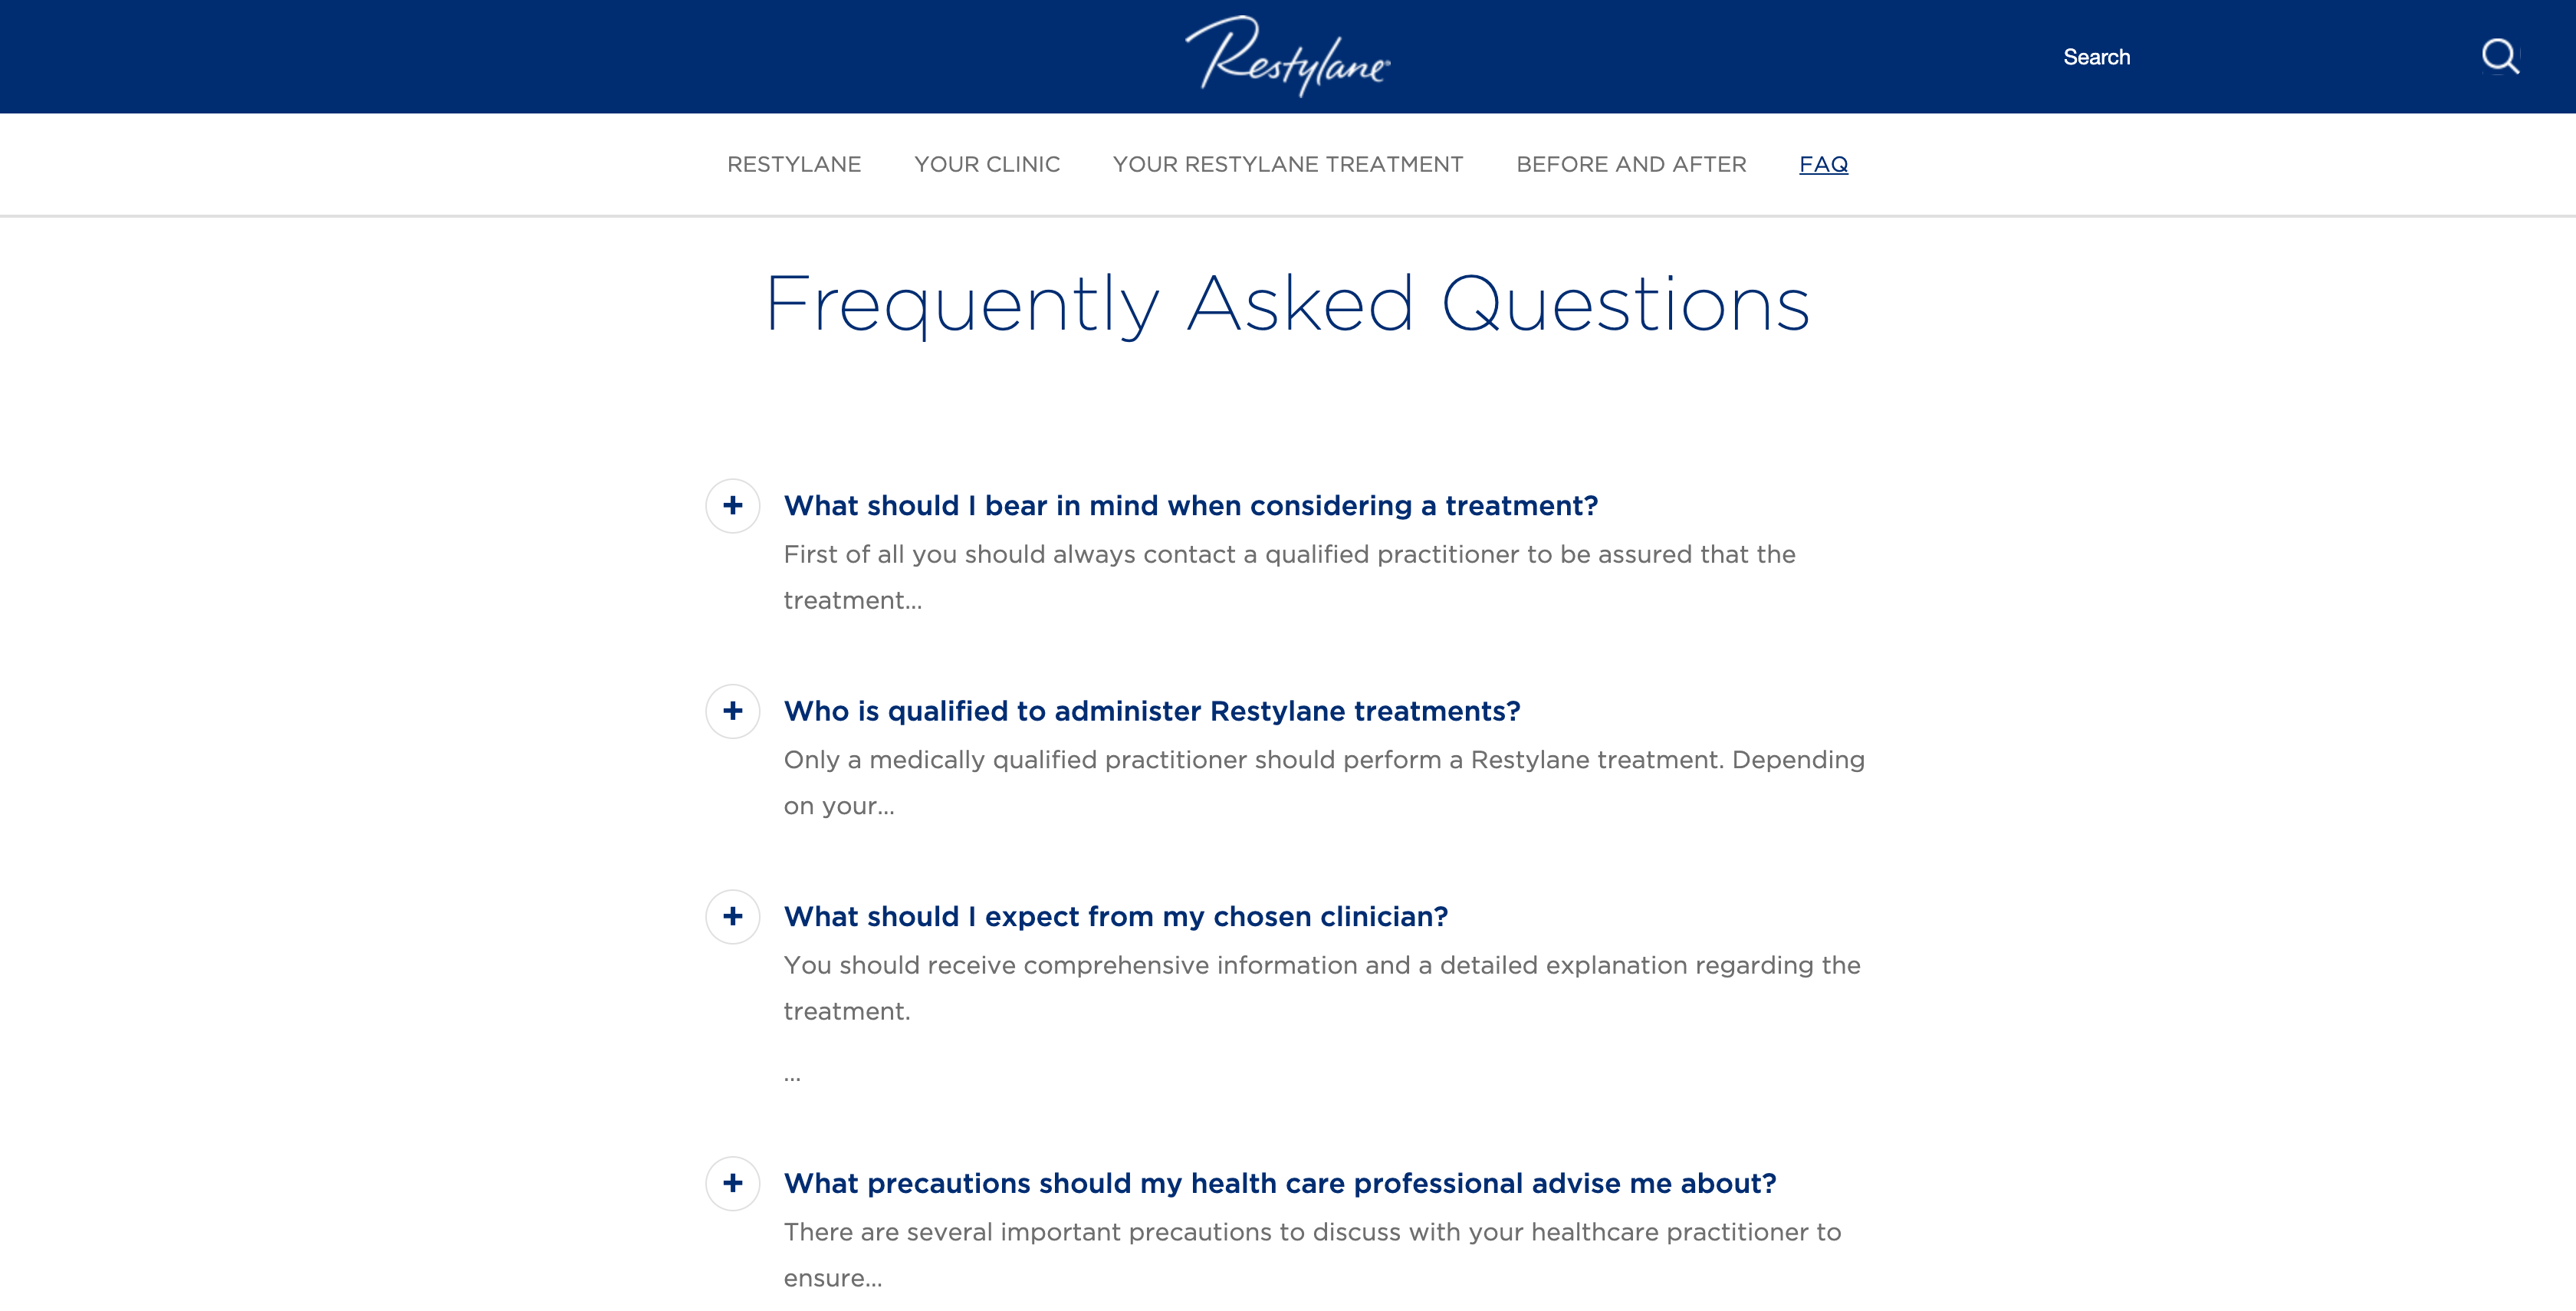 Restylane
Search
RESTYLANE
YOUR CLINIC
YOUR RESTYLANE TREATMENT
BEFORE AND AFTER
FAQ
Frequently Asked Questions
What should I bear in mind when considering a treatment?
First of all you should always contact a qualified practitioner to be assured that the
treatment...
Who is qualified to administer Restylane treatments?
Only a medically qualified practitioner should perform a Restylane treatment. Depending
on your...
What should I expect from my chosen clinician?
You should receive comprehensive information and a detailed explanation regarding the
treatment.
...
What precautions should my health care professional advise me about?
There are several important precautions to discuss with your healthcare practitioner to
ensure...